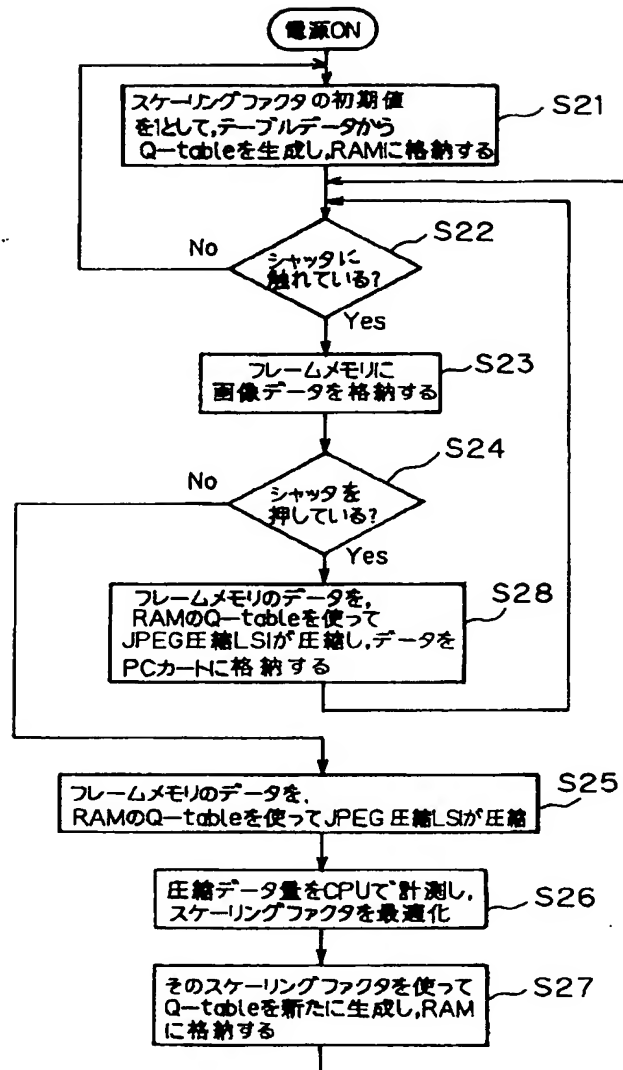 電源ON
スケーリングファクタの初期値
を1として,テーブルデータから
Q-tableを生成し,RAMに格納する
S21
シャッタに
触れている?
S22
No
Yes
フレームメモリに
画像データを格納する
S23
シャッタを
押している?
S24
No
Yes
フレームメモリのデータを,
RAMのQ-tableを使って
JPEG圧縮LSIが圧縮し,データを
PCカートに格納する
S28
フレームメモリのデータを,
RAMのQ-tableを使ってJPEG圧縮LSIが圧縮
S25
圧縮データ量をCPUで計測し,
スケーリングファクタを最適化
S26
そのスケーリングファクタを使って
Q-tableを新たに生成し,RAM
に格納する
S27